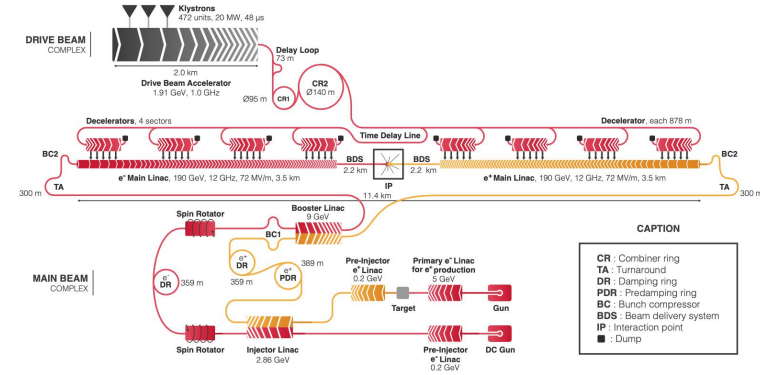 Klystrons
472 units, 20 MW, 48 µs
DRIVE BEAM
COMPLEX
2.0 km
Drive Beam Accelerator
1.91 GeV, 1.0 GHz
Delay Loop
73 m
CR2
Ø140 m
Ø95 m
CR1
Decelerators, 4 sectors
Time Delay Line
Decelerator, each 878 m
BC2
BDS
2.2 km
BDS
2.2 km
BC2
e⁻ Main Linac, 190 GeV, 12 GHz, 72 MV/m, 3.5 km
IP
e⁺ Main Linac, 190 GeV, 12 GHz, 72 MV/m, 3.5 km
TA
300 m
11.4 km
TA
300 m
Booster Linac
9 GeV
Spin Rotator
BC1
MAIN BEAM
COMPLEX
e⁻
DR
359 m
e⁺
DR
359 m
e⁺
PDR
389 m
Pre-Injector
e⁺ Linac
0.2 GeV
Primary e⁻ Linac
for e⁺ production
5 GeV
Target
Gun
Spin Rotator
Injector Linac
2.86 GeV
Pre-Injector
e⁻ Linac
0.2 GeV
DC Gun
CAPTION
CR : Combiner ring
TA : Turnaround
DR : Damping ring
PDR : Predamping ring
BC : Bunch compressor
BDS : Beam delivery system
IP : Interaction point
: Dump